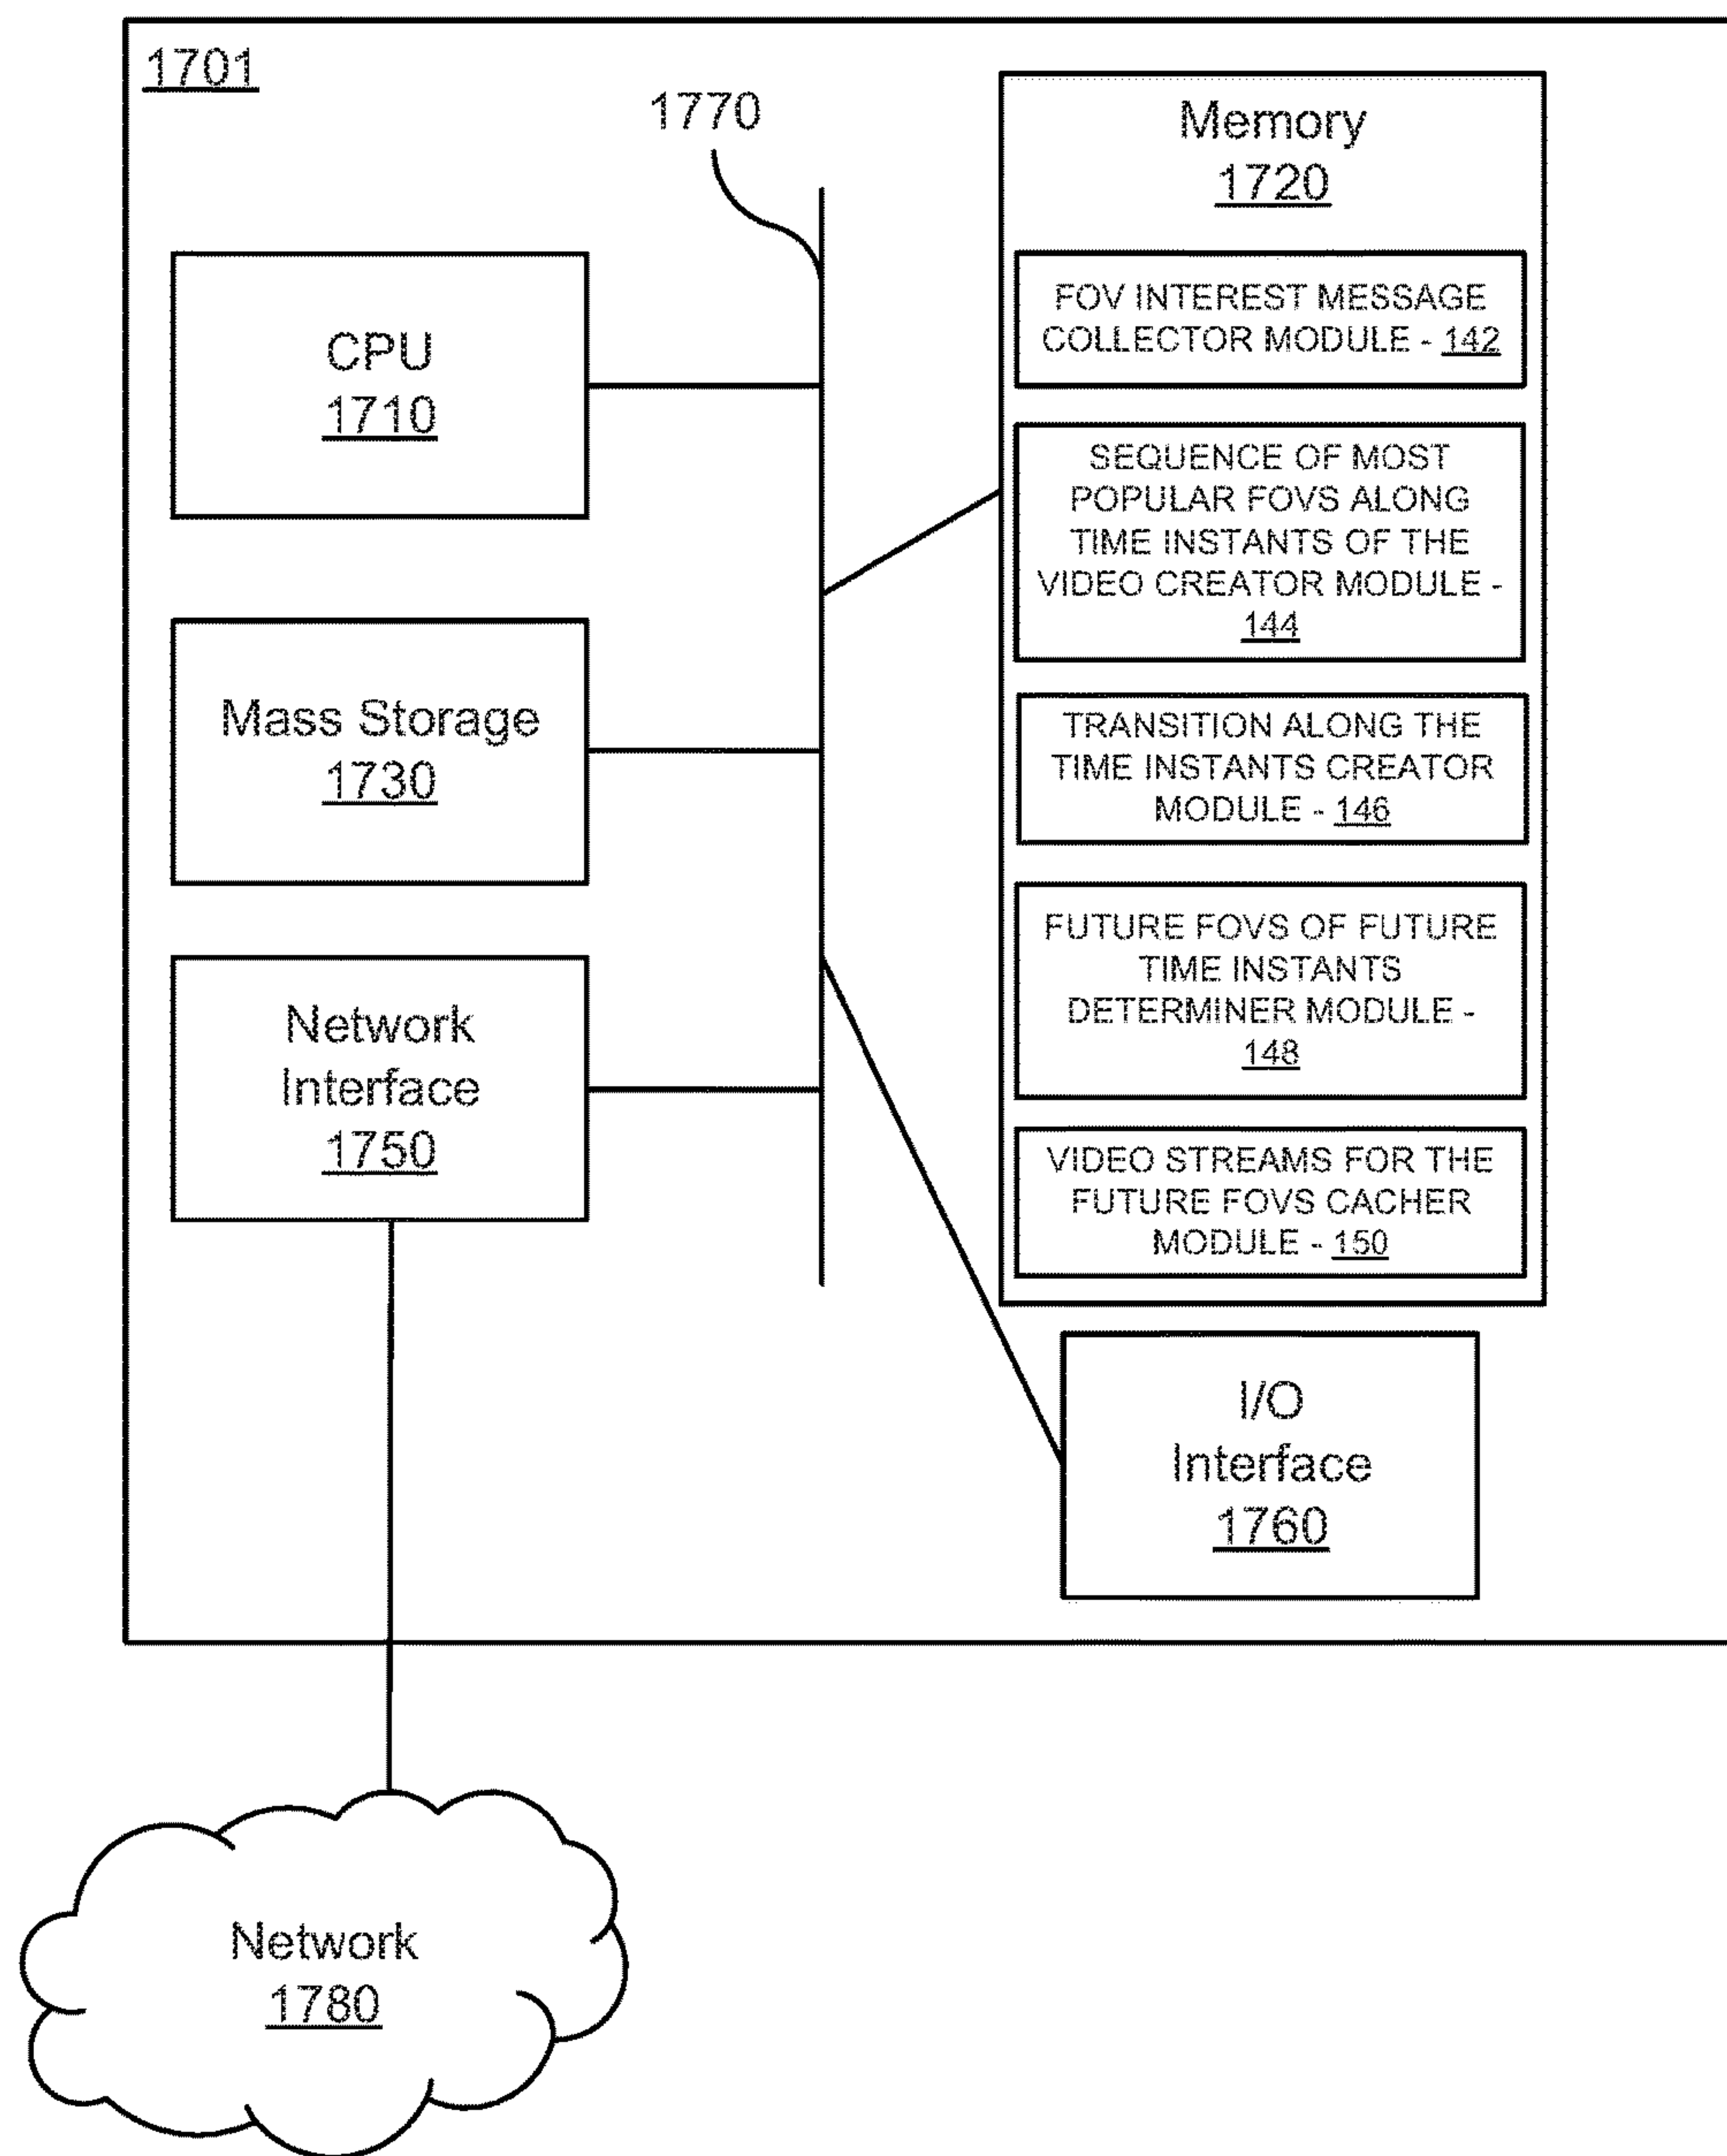 1701
1770
Memory
1720
CPU
1710
FOV INTEREST MESSAGE
COLLECTOR MODULE - 142
SEQUENCE OF MOST
POPULAR FOVS ALONG
TIME INSTANTS OF THE
VIDEO CREATOR MODULE -
144
Mass Storage
1730
TRANSITION ALONG THE
TIME INSTANTS CREATOR
MODULE - 146
FUTURE FOVS OF FUTURE
TIME INSTANTS
DETERMINER MODULE -
148
Network
Interface
1750
VIDEO STREAMS FOR THE
FUTURE FOVS CACHER
MODULE - 150
I/O
Interface
1760
Network
1780